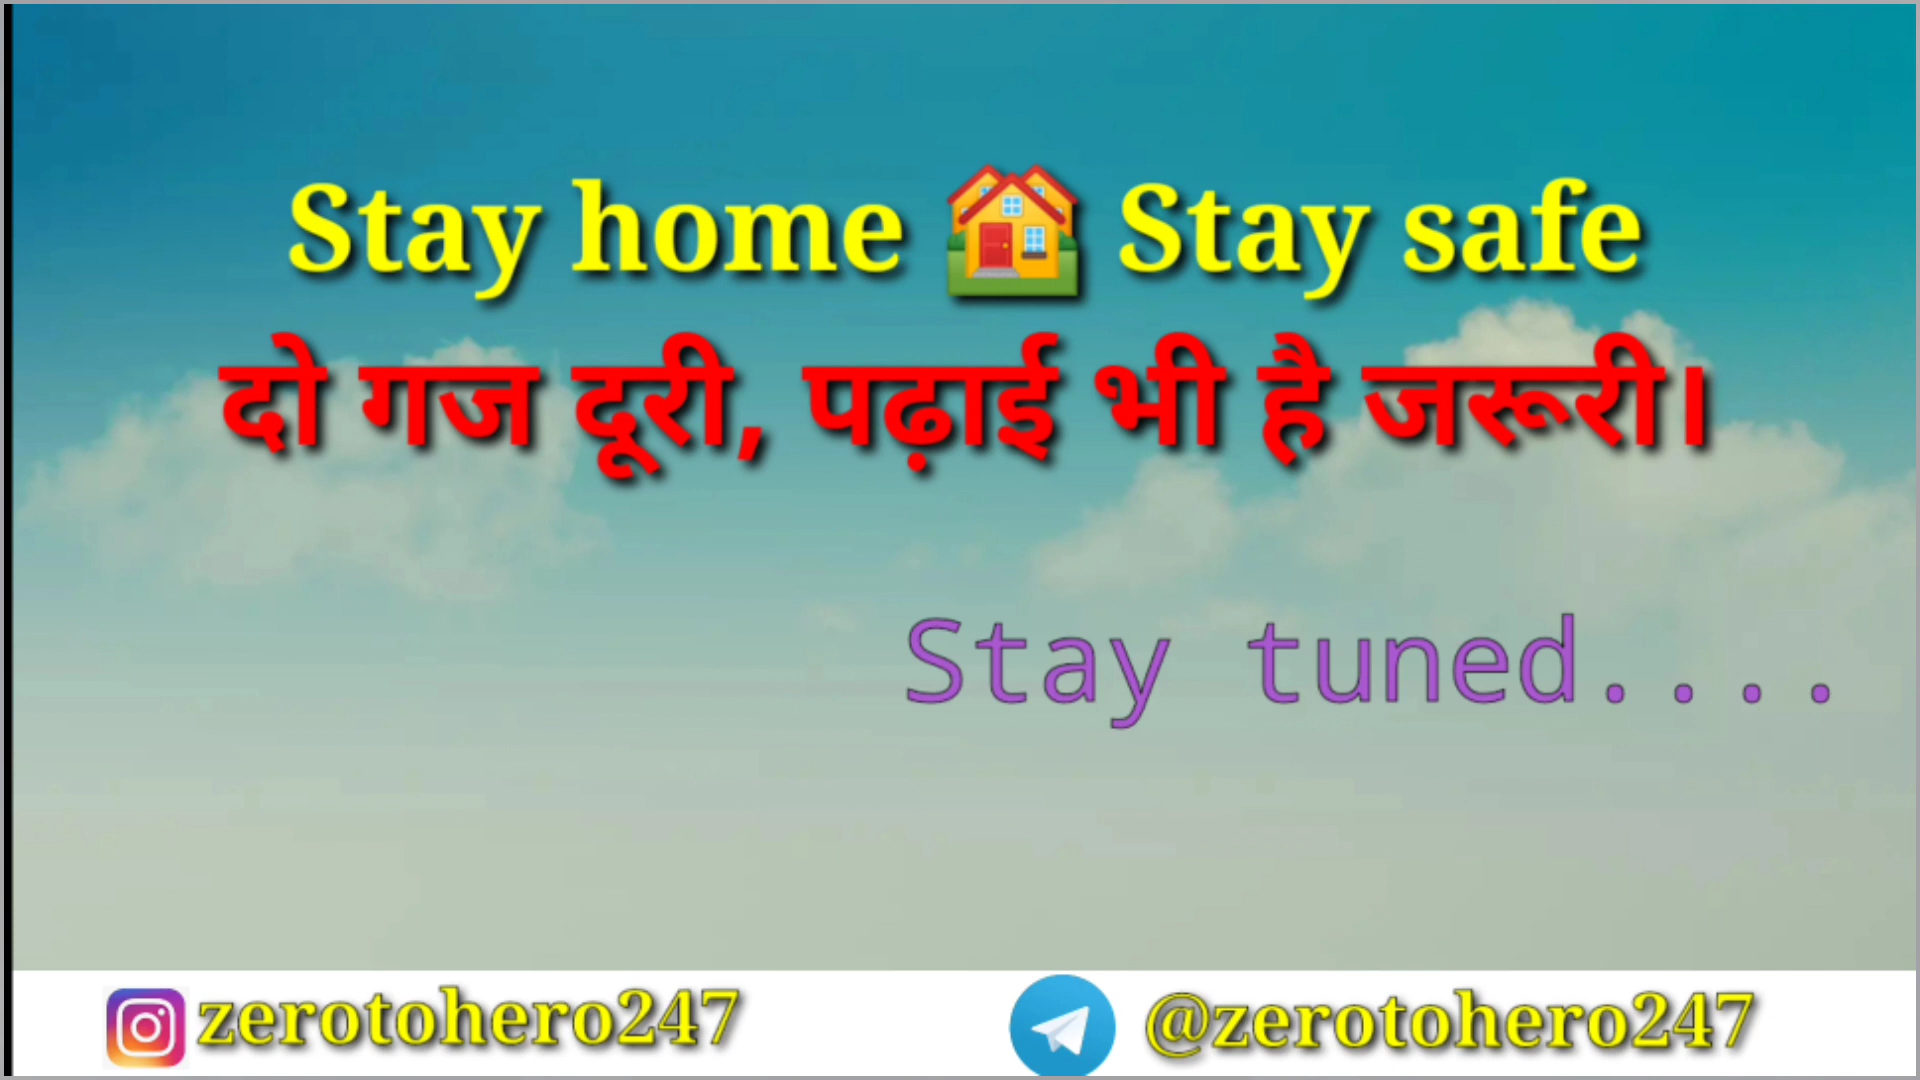 Stay home 🏘 Stay safe
दो गज दूरी, पढ़ाई भी है जरूरी।
Stay tuned....
zerotohero247
@zerotohero247